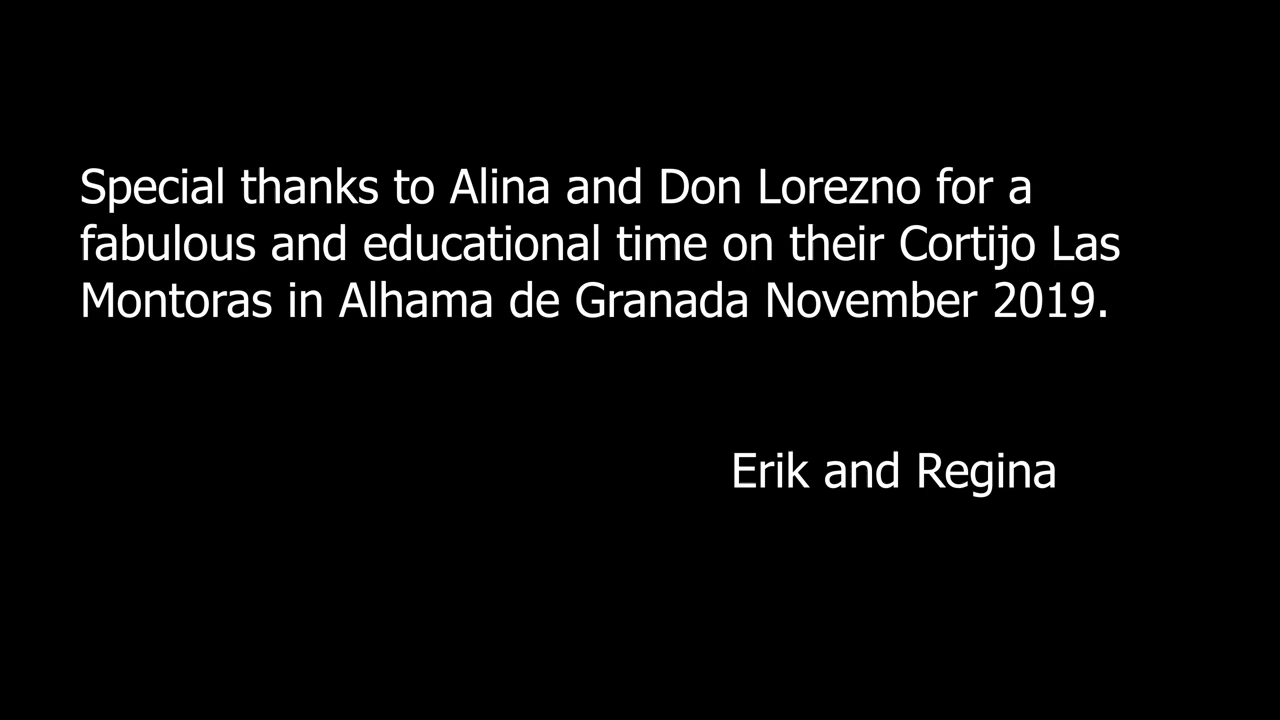 Special thanks to Alina and Don Lorezno for a
fabulous and educational time on their Cortijo Las
Montoras in Alhama de Granada November 2019.
Erik and Regina